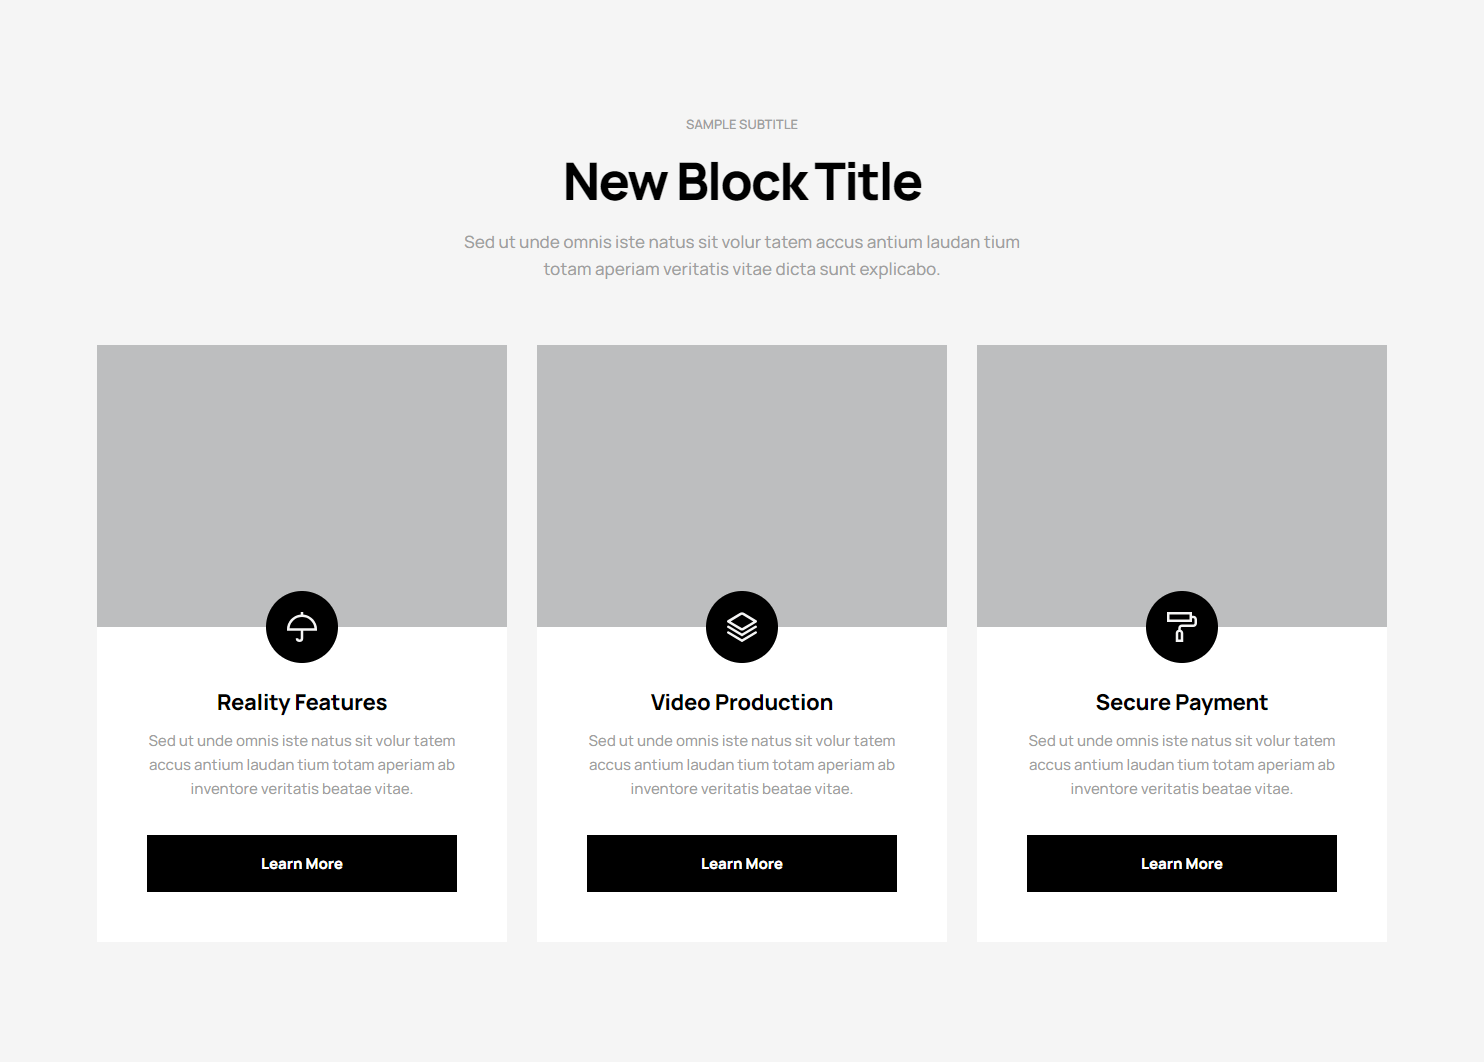 SAMPLE SUBTITLE
New Block Title
Sed ut unde omnis iste natus sit volur tatem accus antium laudan tium
totam aperiam veritatis vitae dicta sunt explicabo.
Reality Features
Sed ut unde omnis iste natus sit volur tatem
accus antium laudan tium totam aperiam ab
inventore veritatis beatae vitae.
Learn More
Video Production
Sed ut unde omnis iste natus sit volur tatem
accus antium laudan tium totam aperiam ab
inventore veritatis beatae vitae.
Learn More
Secure Payment
Sed ut unde omnis iste natus sit volur tatem
accus antium laudan tium totam aperiam ab
inventore veritatis beatae vitae.
Learn More